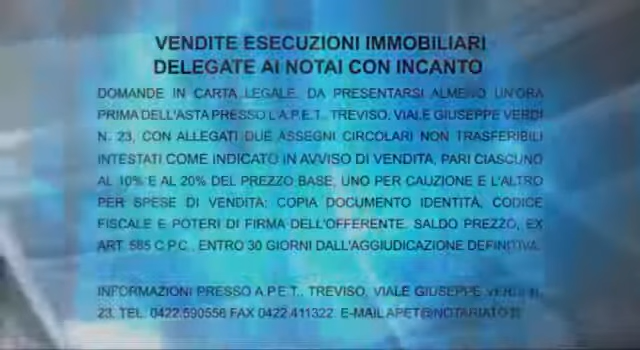 VENDITE ESECUZIONI IMMOBILIARI
DELEGATE AI NOTAI CON INCANTO
DOMANDE IN CARTA LEGALE, DA PRESENTARSI ALMENO UN'ORA
PRIMA DELL'ASTA PRESSO L'A.P.E.T., TREVISO, VIALE GIUSEPPE VERDI
N. 23, CON ALLEGATI DUE ASSEGNI CIRCOLARI NON TRASFERIBILI
INTESTATI COME INDICATO IN AVVISO DI VENDITA, PARI CIASCUNO
AL 10% E AL 20% DEL PREZZO BASE, UNO PER CAUZIONE E L'ALTRO
PER SPESE DI VENDITA; COPIA DOCUMENTO IDENTITÀ, CODICE
FISCALE E POTERI DI FIRMA DELL'OFFERENTE. SALDO PREZZO, EX
ART. 585 C.P.C., ENTRO 30 GIORNI DALL'AGGIUDICAZIONE DEFINITIVA.
INFORMAZIONI PRESSO A.P.E.T., TREVISO, VIALE GIUSEPPE VERDI N.
23, TEL. 0422.590556 FAX 0422.411322. E-MAIL APET@NOTARIATO.IT